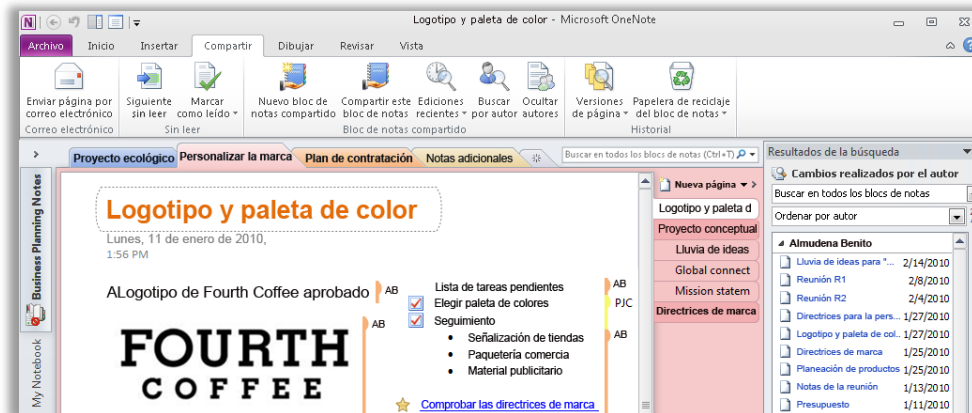 Logotipo y paleta de color - Microsoft OneNote
Archivo Inicio Insertar Compartir Dibujar Revisar Vista
Enviar página por correo electrónico
Siguiente sin leer
Marcar como leído
Nuevo bloc de notas compartido
Compartir este bloc de notas
Ediciones recientes
Buscar por autor
Ocultar autores
Versiones de página
Papelera de reciclaje del bloc de notas
Correo electrónico Sin leer Bloc de notas compartido Historial
Proyecto ecológico Personalizar la marca Plan de contratación Notas adicionales
Buscar en todos los blocs de notas (Ctrl+T)
Business Planning Notes
My Notebook
Logotipo y paleta de color
Lunes, 11 de enero de 2010,
1:56 PM
ALogotipo de Fourth Coffee aprobado AB
AB
FOURTH
COFFEE
Lista de tareas pendientes AB
Elegir paleta de colores PJC
Seguimiento AB
• Señalización de tiendas
• Paquetería comercia
• Material publicitario
Comprobar las directrices de marca
Nueva página
Logotipo y paleta d
Proyecto conceptual
Lluvia de ideas
Global connect
Mission statem
Directrices de marca
Resultados de la búsqueda
Cambios realizados por el autor
Buscar en todos los blocs de notas
Ordenar por autor
Almudena Benito
Lluvia de ideas para "... 2/14/2010
Reunión R1 2/8/2010
Reunión R2 2/4/2010
Directrices para la pers... 1/27/2010
Logotipo y paleta de col.. 1/27/2010
Directrices de marca 1/25/2010
Planeación de productos 1/25/2010
Notas de la reunión 1/13/2010
Presupuesto 1/11/2010